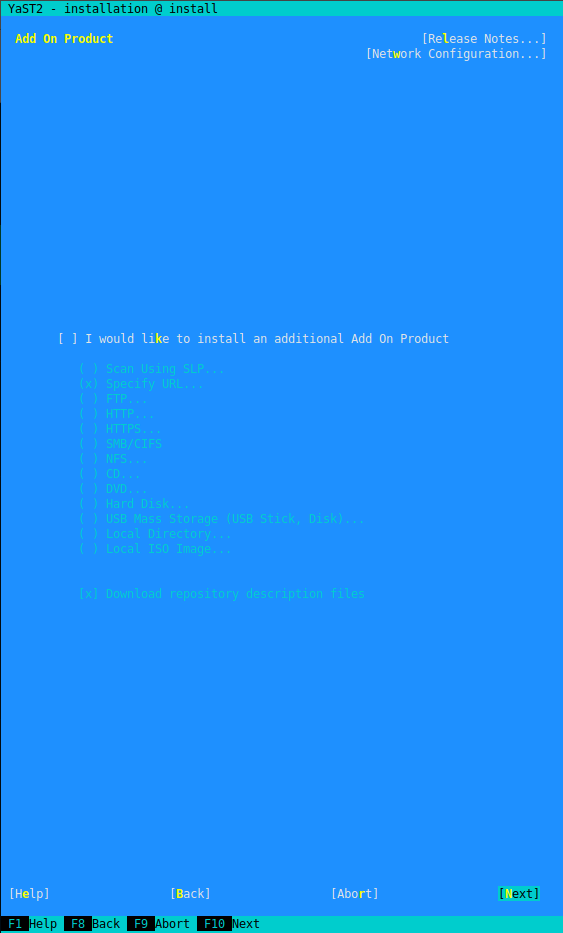 YaST2 - installation @ install
Add On Product [Release Notes...]
[Network Configuration...]
[ ] I would like to install an additional Add On Product
( ) Scan Using SLP...
(x) Specify URL...
( ) FTP...
( ) HTTP...
( ) HTTPS...
( ) SMB/CIFS
( ) NFS...
( ) CD...
( ) DVD...
( ) Hard Disk...
( ) USB Mass Storage (USB Stick, Disk)...
( ) Local Directory...
( ) Local ISO Image...
[x] Download repository description files
[Help] [Back] [Abort] [Next]
F1 Help F8 Back F9 Abort F10 Next